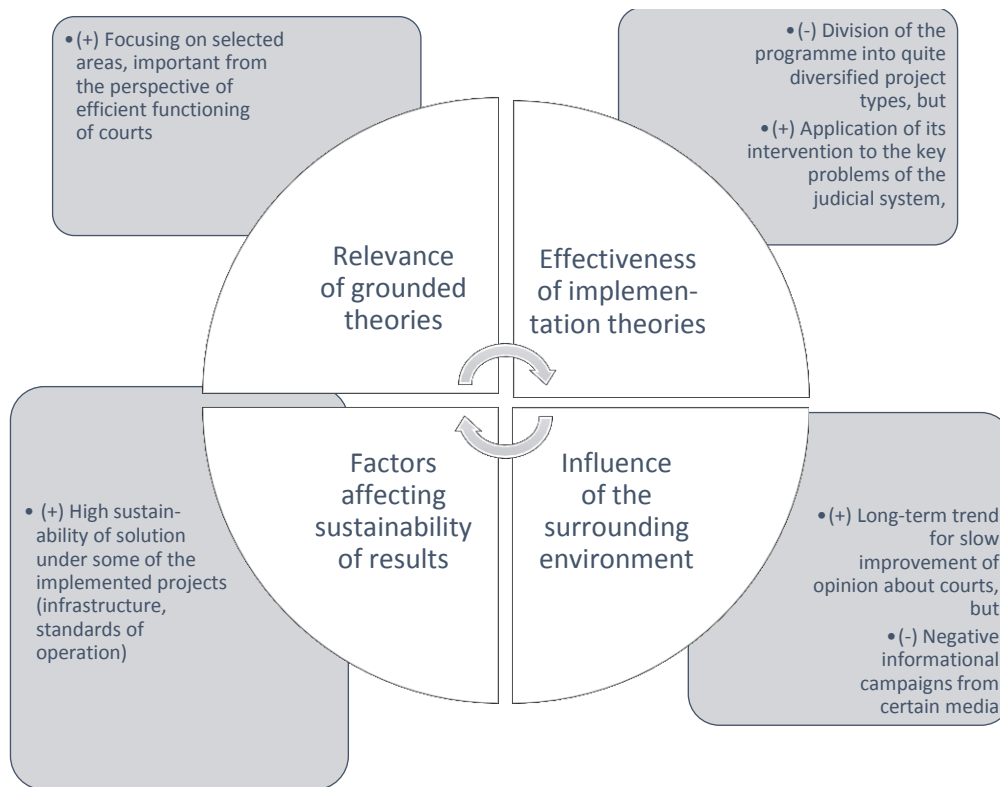 • (+) Focusing on selected
areas, important from
the perspective of
efficient functioning
of courts
• (-) Division of the
programme into quite
diversified project
types, but
• (+) Application of its
intervention to the key
problems of the
judicial system,
Relevance
of grounded
theories
Effectiveness
of implemen-
tation theories
Factors
affecting
sustainability
of results
Influence
of the
surrounding
environment
• (+) High sustain-
ability of solution
under some of the
implemented projects
(infrastructure,
standards of
operation)
• (+) Long-term trend
for slow
improvement of
opinion about courts,
but
• (-) Negative
informational
campaigns from
certain media